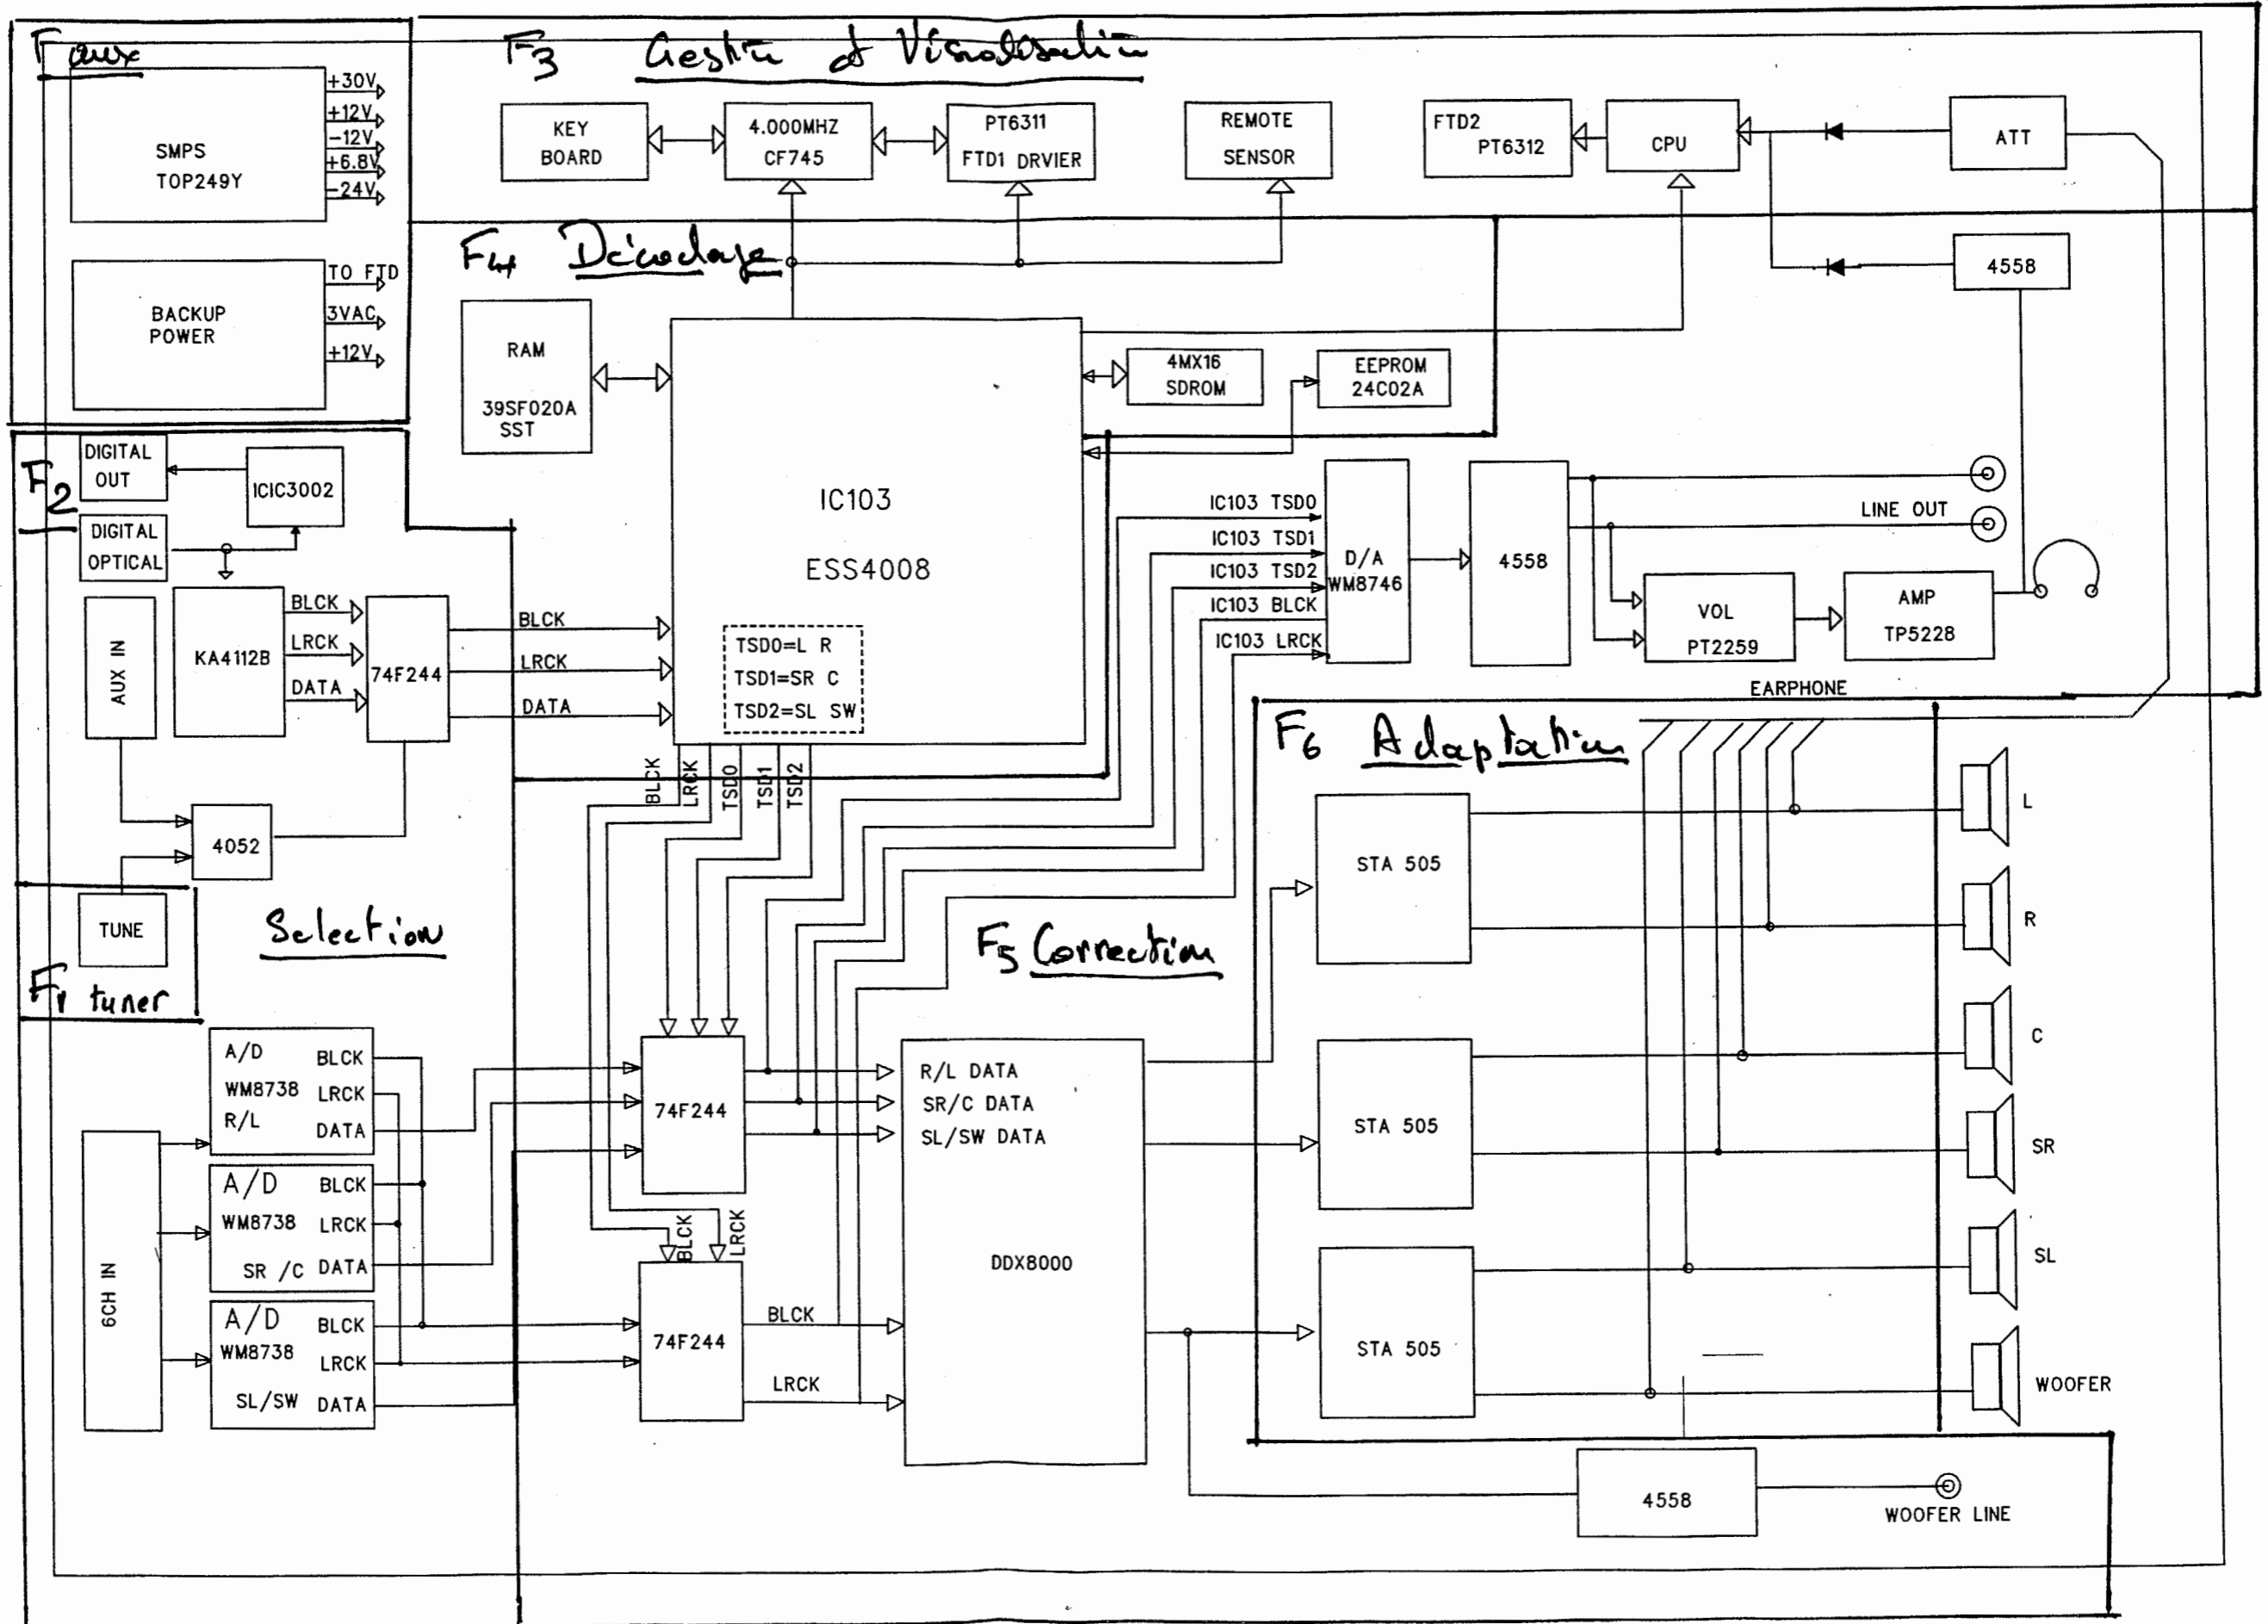 F aux
SMPS
TOP249Y
+30V
+12V
-12V
+6.8V
-24V
BACKUP
POWER
TO FTD
3VAC
+12V
F3 Gestion et Visualisation
KEY
BOARD
4.000MHZ
CF745
PT6311
FTD1 DRVIER
REMOTE
SENSOR
FTD2
PT6312
CPU
ATT
4558
F4 Décodage
RAM
39SF020A
SST
IC103
ESS4008
TSD0=L R
TSD1=SR C
TSD2=SL SW
4MX16
SDROM
EEPROM
24C02A
F2
DIGITAL
OUT
ICIC3002
DIGITAL
OPTICAL
AUX IN
KA4112B
BLCK
LRCK
DATA
74F244
BLCK
LRCK
DATA
4052
Selection
TUNE
F1 tuner
IC103 TSD0
IC103 TSD1
IC103 TSD2
IC103 BLCK
IC103 LRCK
D/A
WM8746
4558
LINE OUT
VOL
PT2259
AMP
TP5228
EARPHONE
BLCK
LRCK
TSD0
TSD1
TSD2
6CH IN
A/D
WM8738
R/L
BLCK
LRCK
DATA
A/D
WM8738
SR /C
BLCK
LRCK
DATA
A/D
WM8738
SL/SW
BLCK
LRCK
DATA
F5 Correction
74F244
BLCK
LRCK
74F244
BLCK
LRCK
R/L DATA
SR/C DATA
SL/SW DATA
DDX8000
F6 Adaptation
STA 505
STA 505
STA 505
L
R
C
SR
SL
WOOFER
4558
WOOFER LINE